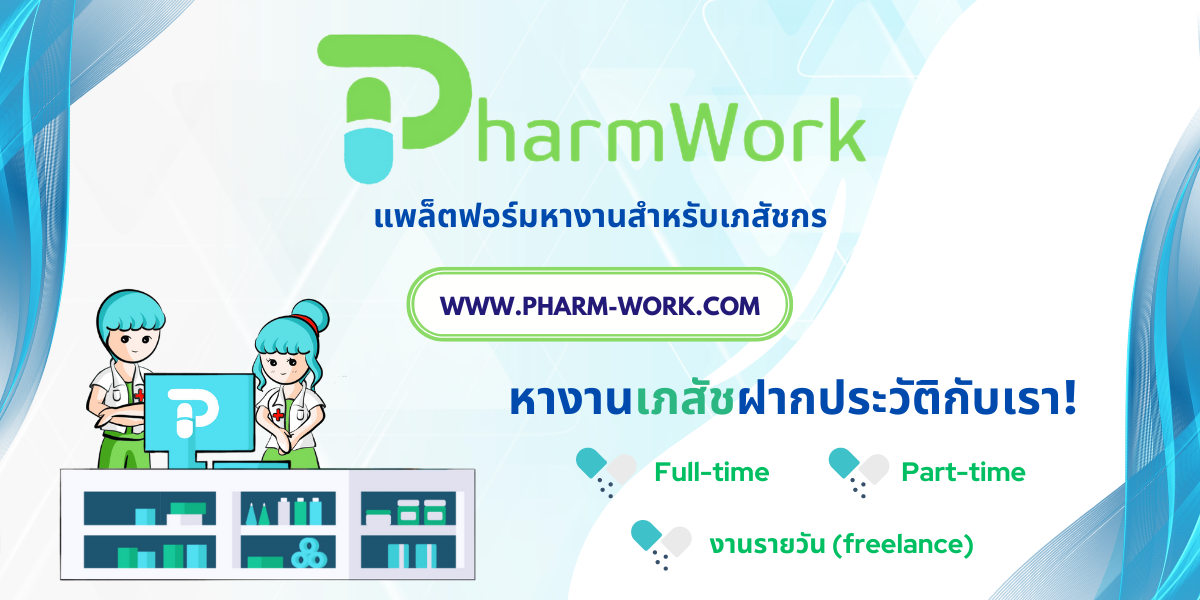 PharmWork
แพล็ตฟอร์มหางานสำหรับเภสัชกร
WWW.PHARM-WORK.COM
หางานเภสัชฝากประวัติกับเรา!
Full-time
Part-time
งานรายวัน (freelance)